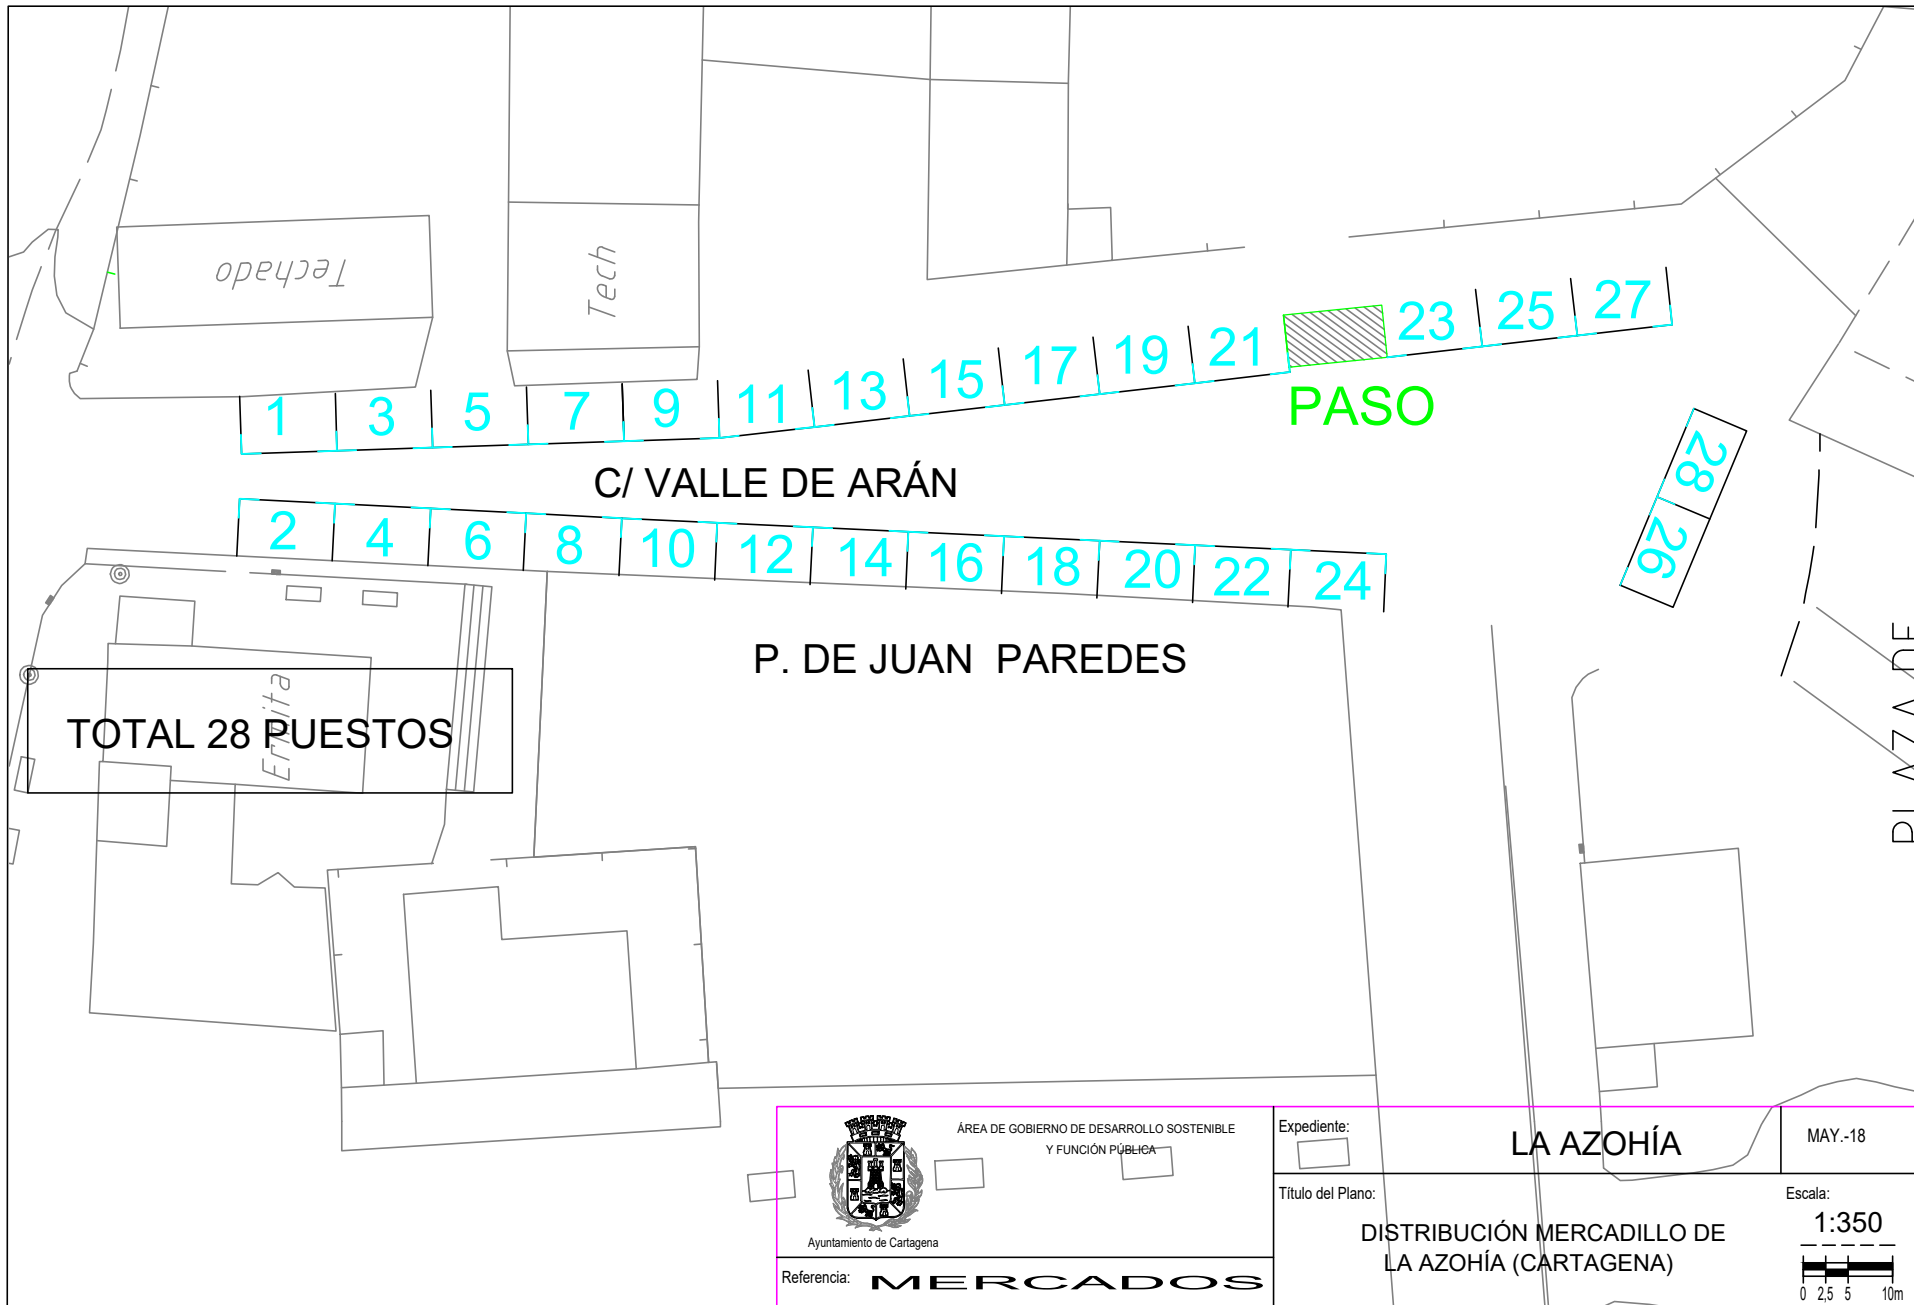 Techado
Tech
1 3 5 7 9 11 13 15 17 19 21 23 25 27
PASO
C/ VALLE DE ARÁN
2 4 6 8 10 12 14 16 18 20 22 24
28
26
P. DE JUAN PAREDES
PLAZA DE
Ermita
TOTAL 28 PUESTOS
ÁREA DE GOBIERNO DE DESARROLLO SOSTENIBLE
Y FUNCIÓN PÚBLICA
Ayuntamiento de Cartagena
Referencia: MERCADOS
Expediente:
LA AZOHÍA
MAY.-18
Título del Plano:
DISTRIBUCIÓN MERCADILLO DE
LA AZOHÍA (CARTAGENA)
Escala:
1:350
0 2,5 5 10m